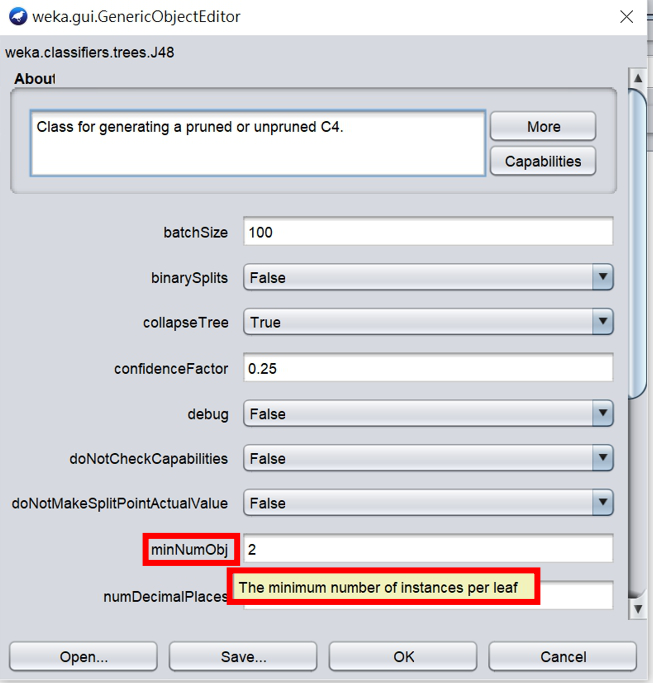 weka.gui.GenericObjectEditor
weka.classifiers.trees.J48
About
Class for generating a pruned or unpruned C4.
More
Capabilities
batchSize 100
binarySplits False
collapseTree True
confidenceFactor 0.25
debug False
doNotCheckCapabilities False
doNotMakeSplitPointActualValue False
minNumObj 2
The minimum number of instances per leaf
numDecimalPlaces
Open... Save... OK Cancel